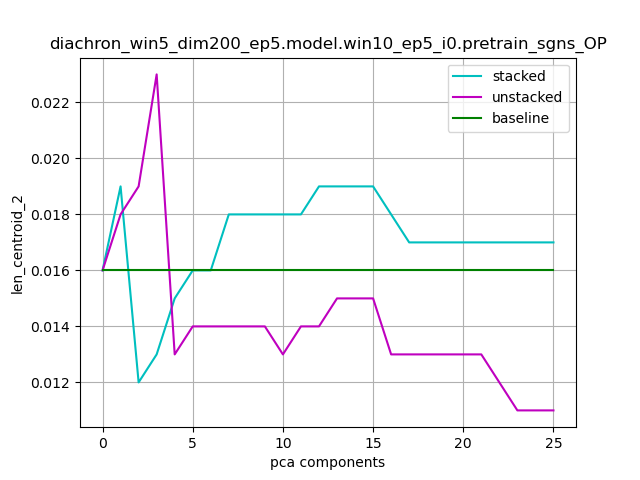 diachron_win5_dim200_ep5.model.win10_ep5_i0.pretrain_sgns_OP
stacked
unstacked
baseline
0.022
0.020
0.018
0.016
0.014
0.012
len_centroid_2
0 5 10 15 20 25
pca components